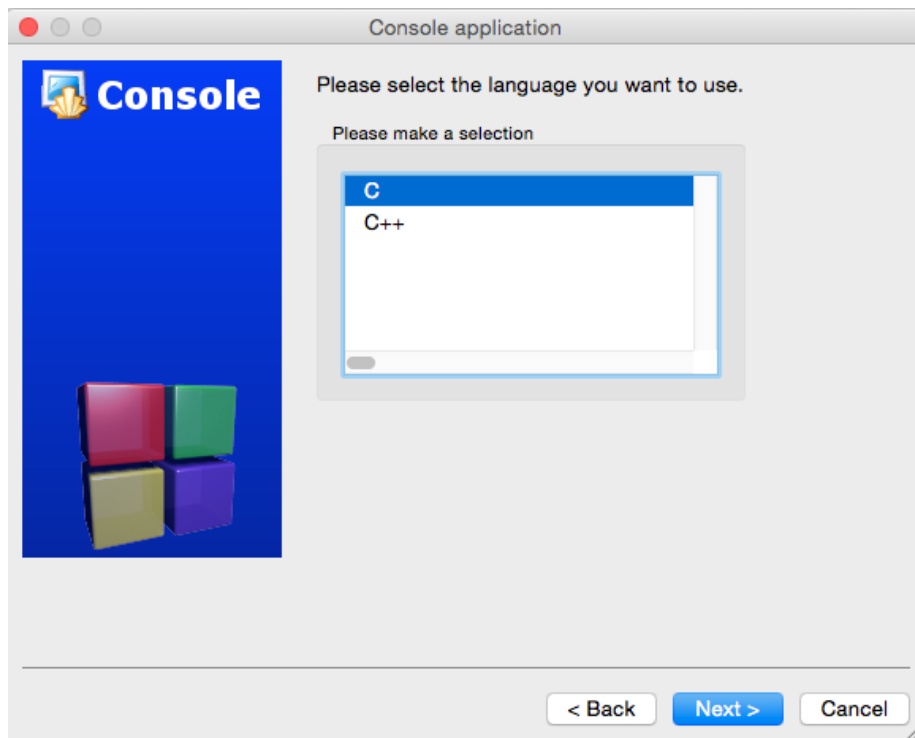 Console application
Console
Please select the language you want to use.
Please make a selection
C
C++
< Back
Next >
Cancel